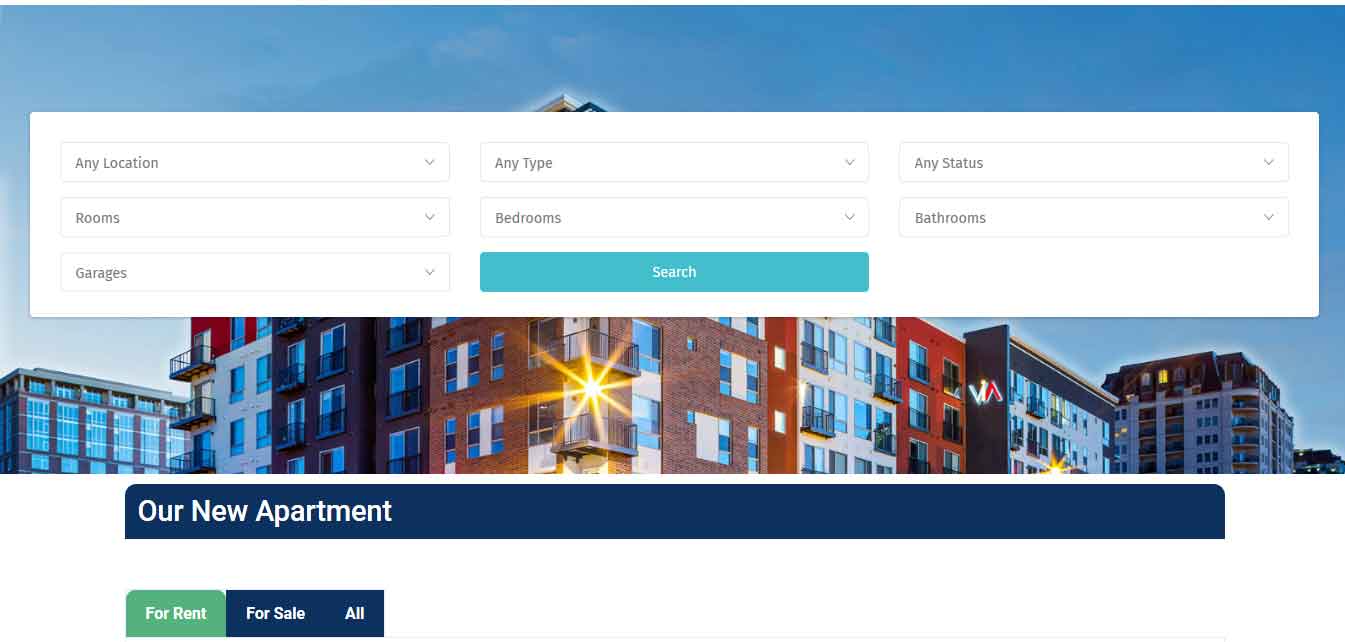 Any Location
Any Type
Any Status
Rooms
Bedrooms
Bathrooms
Garages
Search
VIA
Our New Apartment
For Rent
For Sale
All